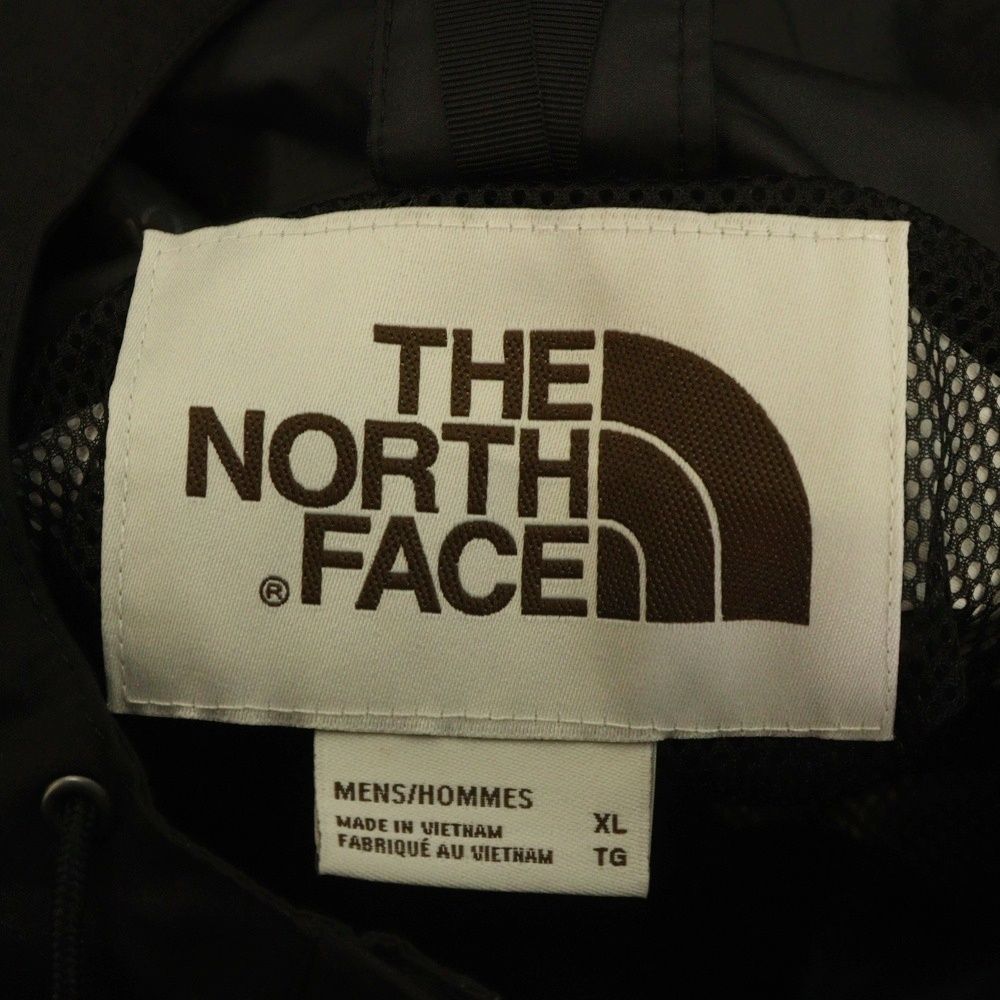 THE
NORTH
® FACE
MENS/HOMMES
MADE IN VIETNAM XL
FABRIQUÉ AU VIETNAM TG